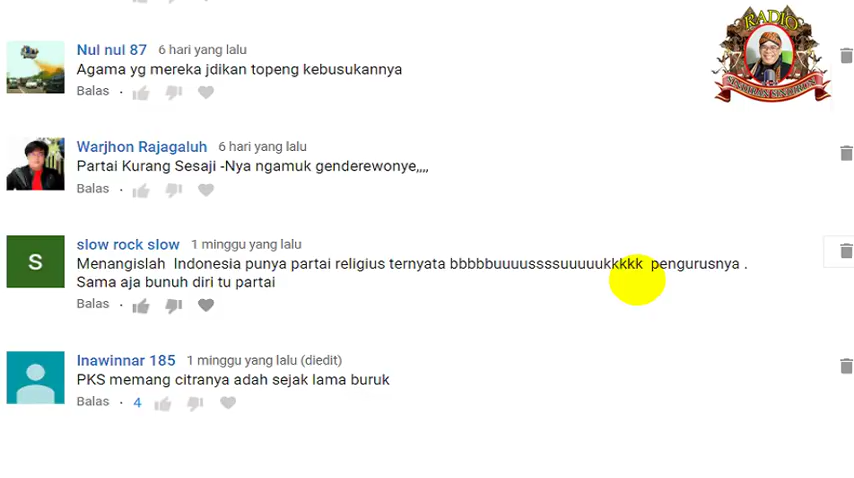 RADIO
Nul nul 87 6 hari yang lalu
Agama yg mereka jdikan topeng kebusukannya
Balas
Warjhon Rajagaluh 6 hari yang lalu
Partai Kurang Sesaji -Nya ngamuk genderewonye,,,,
Balas ·
S
slow rock slow 1 minggu yang lalu
Menangislah Indonesia punya partai religius ternyata bbbbbuuuussssuuuuukkkkk pengurusnya .
Sama aja bunuh diri tu partai
Balas ·
Inawinnar 185 1 minggu yang lalu (diedit)
PKS memang citranya adah sejak lama buruk
Balas · 4